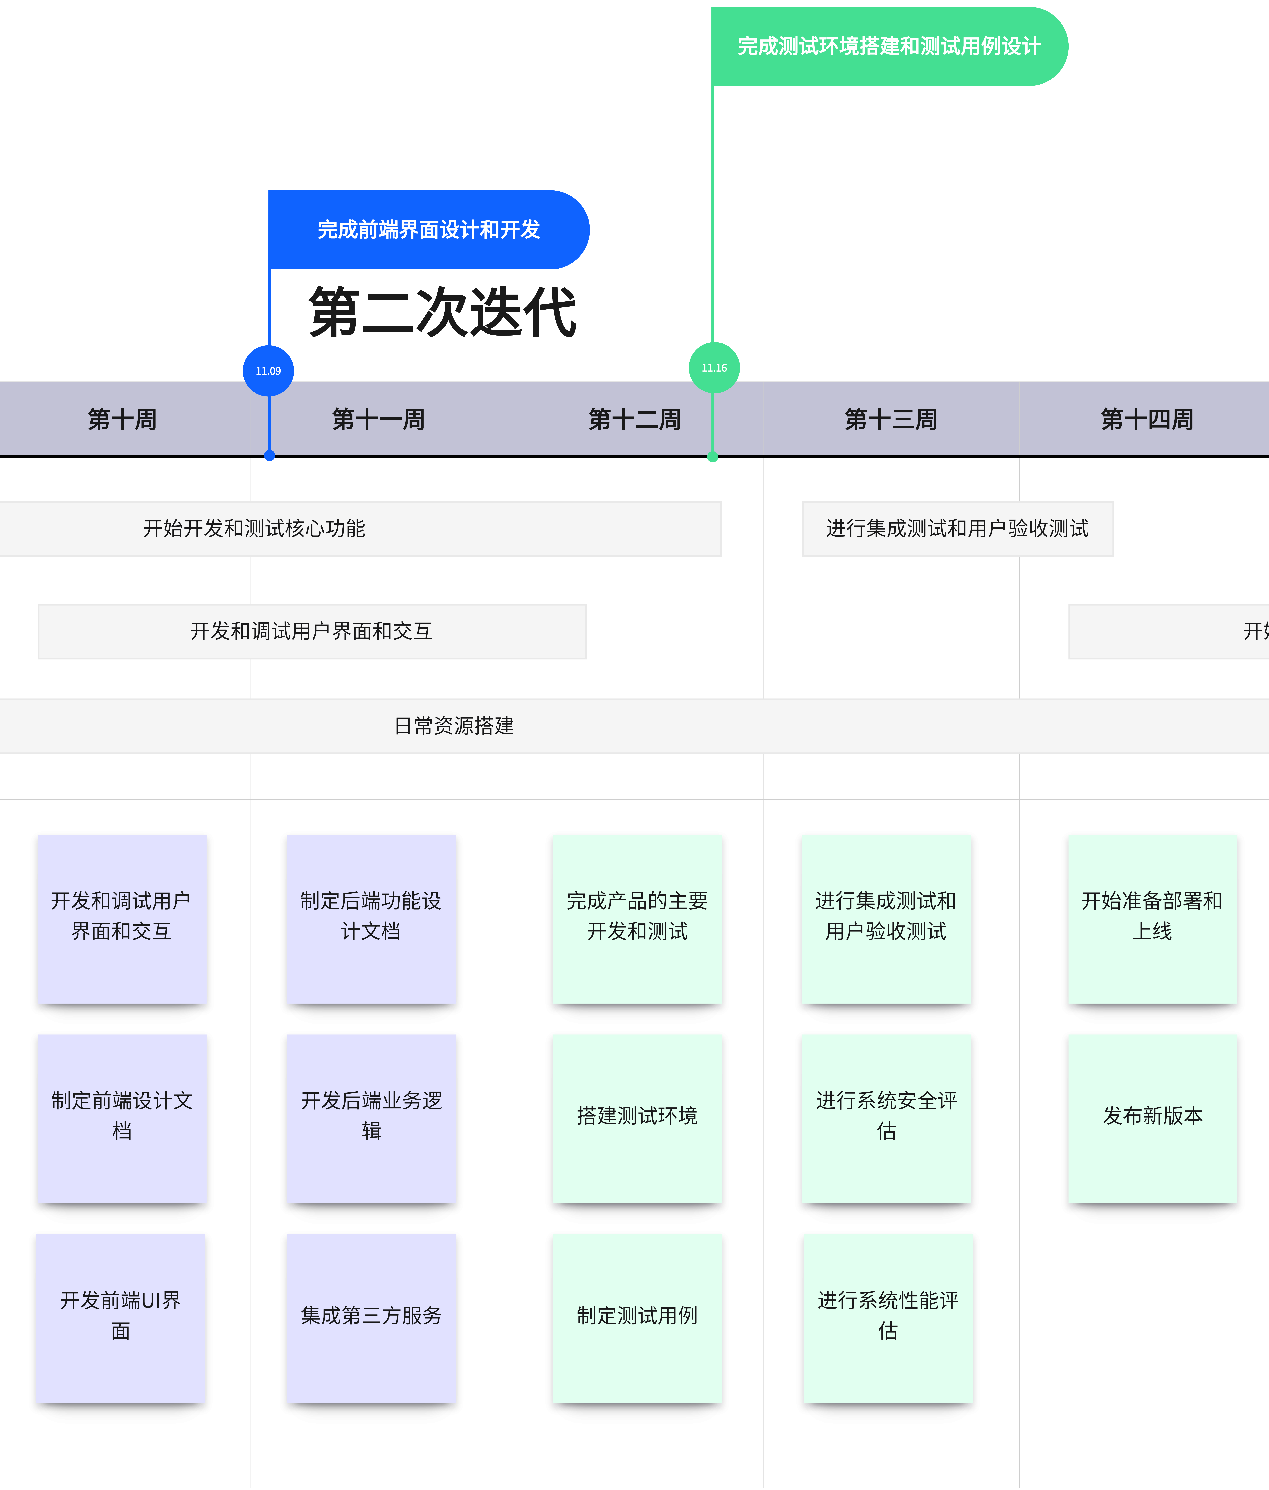 完成测试环境搭建和测试用例设计
完成前端界面设计和开发
第二次迭代
11.09
11.16
第十周
第十一周
第十二周
第十三周
第十四周
开始开发和测试核心功能
进行集成测试和用户验收测试
开发和调试用户界面和交互
开
日常资源搭建
开发和调试用户
界面和交互
制定后端功能设
计文档
完成产品的主要
开发和测试
进行集成测试和
用户验收测试
开始准备部署和
上线
制定前端设计文
档
开发后端业务逻
辑
搭建测试环境
进行系统安全评
估
发布新版本
开发前端UI界
面
集成第三方服务
制定测试用例
进行系统性能评
估